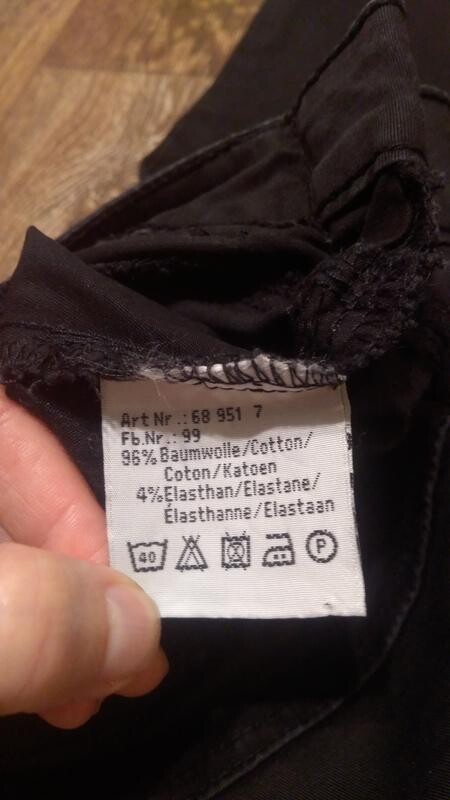 Art Nr.: 68 951 7
Fb.Nr.: 99
96% Baumwolle/Cotton/
Coton/Katoen
4% Elasthan/Elastane/
Élasthanne/Elastaan
40 P